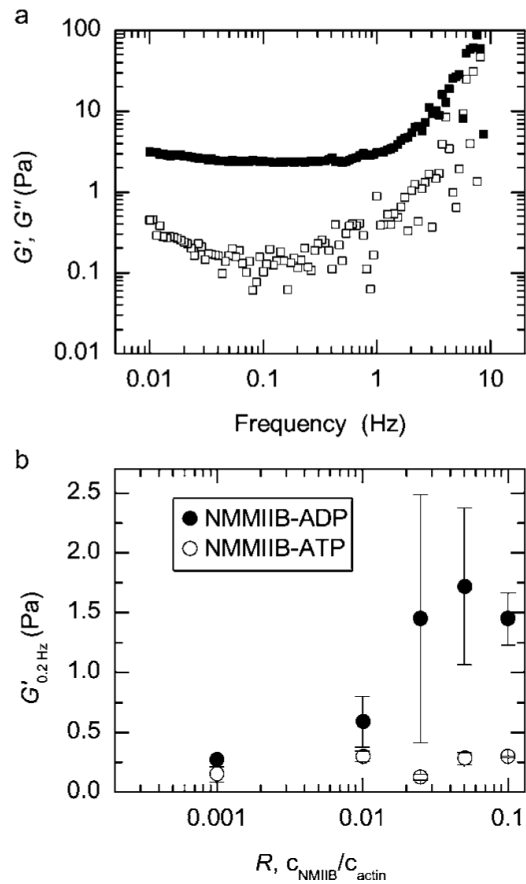 a
100
10
1
0.1
0.01
G′, G″ (Pa)
0.01 0.1 1 10
Frequency (Hz)
b
2.5
2.0
1.5
1.0
0.5
0.0
G′0.2 Hz (Pa)
NMMIIB-ADP
NMMIIB-ATP
0.001 0.01 0.1
R, cNMIIB/cactin